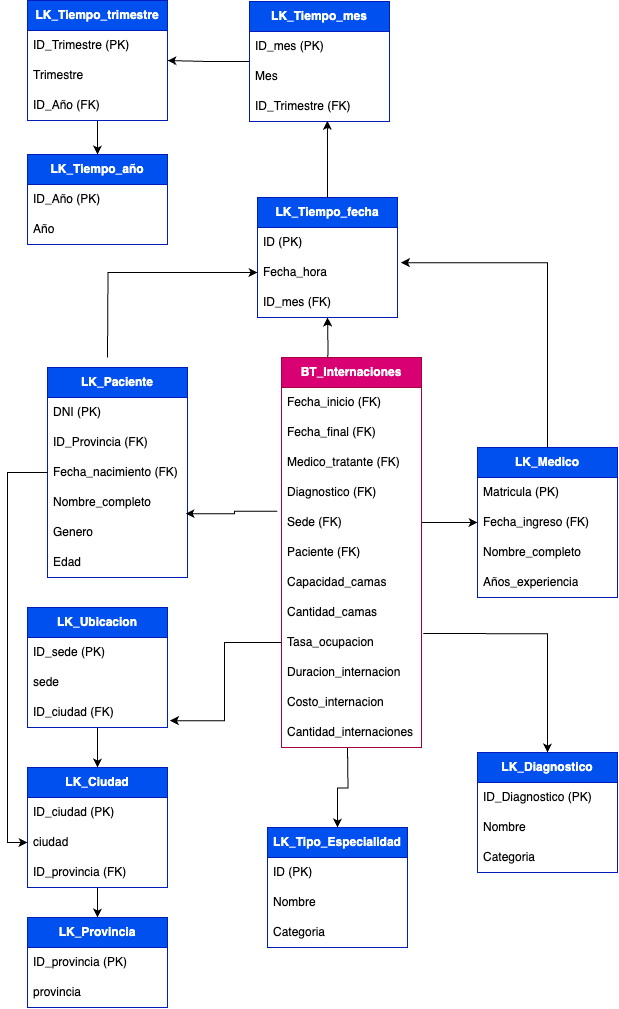 LK_Tiempo_trimestre
ID_Trimestre (PK)
Trimestre
ID_Año (FK)
LK_Tiempo_mes
ID_mes (PK)
Mes
ID_Trimestre (FK)
LK_Tiempo_año
ID_Año (PK)
Año
LK_Tiempo_fecha
ID (PK)
Fecha_hora
ID_mes (FK)
LK_Paciente
DNI (PK)
ID_Provincia (FK)
Fecha_nacimiento (FK)
Nombre_completo
Genero
Edad
BT_Internaciones
Fecha_inicio (FK)
Fecha_final (FK)
Medico_tratante (FK)
Diagnostico (FK)
Sede (FK)
Paciente (FK)
Capacidad_camas
Cantidad_camas
Tasa_ocupacion
Duracion_internacion
Costo_internacion
Cantidad_internaciones
LK_Medico
Matricula (PK)
Fecha_ingreso (FK)
Nombre_completo
Años_experiencia
LK_Ubicacion
ID_sede (PK)
sede
ID_ciudad (FK)
LK_Ciudad
ID_ciudad (PK)
ciudad
ID_provincia (FK)
LK_Provincia
ID_provincia (PK)
provincia
LK_Tipo_Especialidad
ID (PK)
Nombre
Categoria
LK_Diagnostico
ID_Diagnostico (PK)
Nombre
Categoria